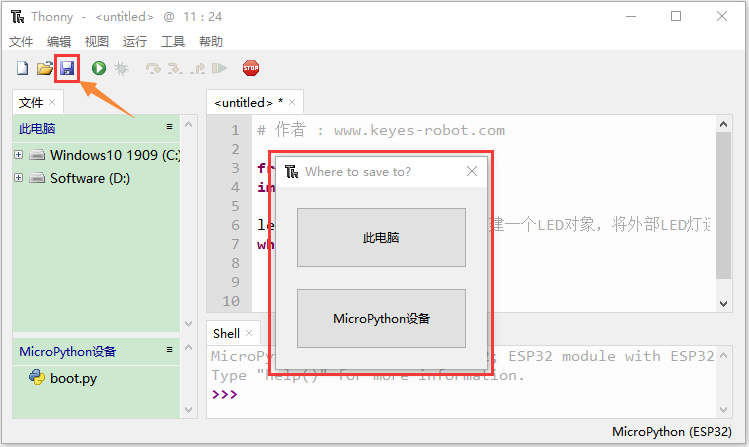 Thonny - <untitled> @ 11 : 24
文件 编辑 视图 运行 工具 帮助
STOP
文件
此电脑
Windows10 1909 (C:)
Software (D:)
MicroPython设备
boot.py
<untitled> *
1 # 作者 : www.keyes-robot.com
2
3 fr
4 im
5
6 le 建一个LED对象，将外部LED灯连
7 wh
8
9
10
Where to save to?
此电脑
MicroPython设备
Shell
MicroPy ; ESP32 module with ESP32
Type "help()" for more information.
>>>
MicroPython (ESP32)